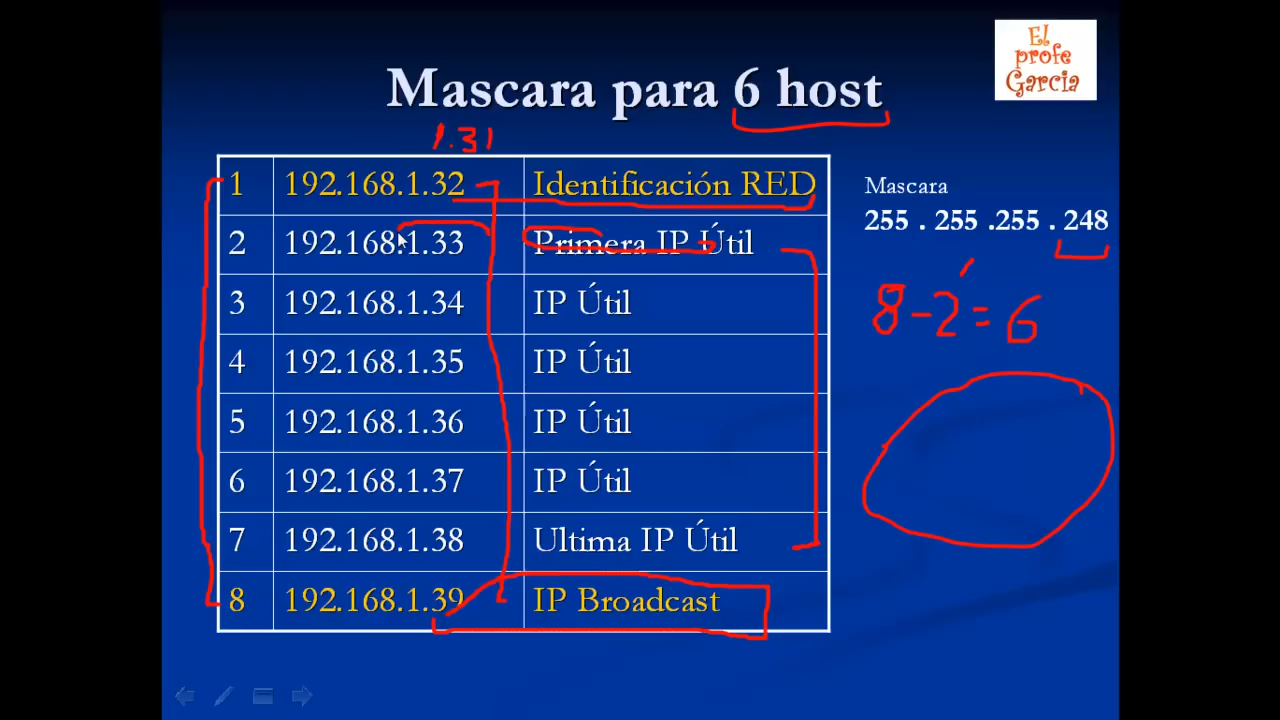 El
profe
Garcia
Mascara para 6 host
1.31
1 192.168.1.32 Identificación RED
2 192.168.1.33 Primera IP Útil
3 192.168.1.34 IP Útil
4 192.168.1.35 IP Útil
5 192.168.1.36 IP Útil
6 192.168.1.37 IP Útil
7 192.168.1.38 Ultima IP Útil
8 192.168.1.39 IP Broadcast
Mascara
255 . 255 .255 . 248
8-2=6